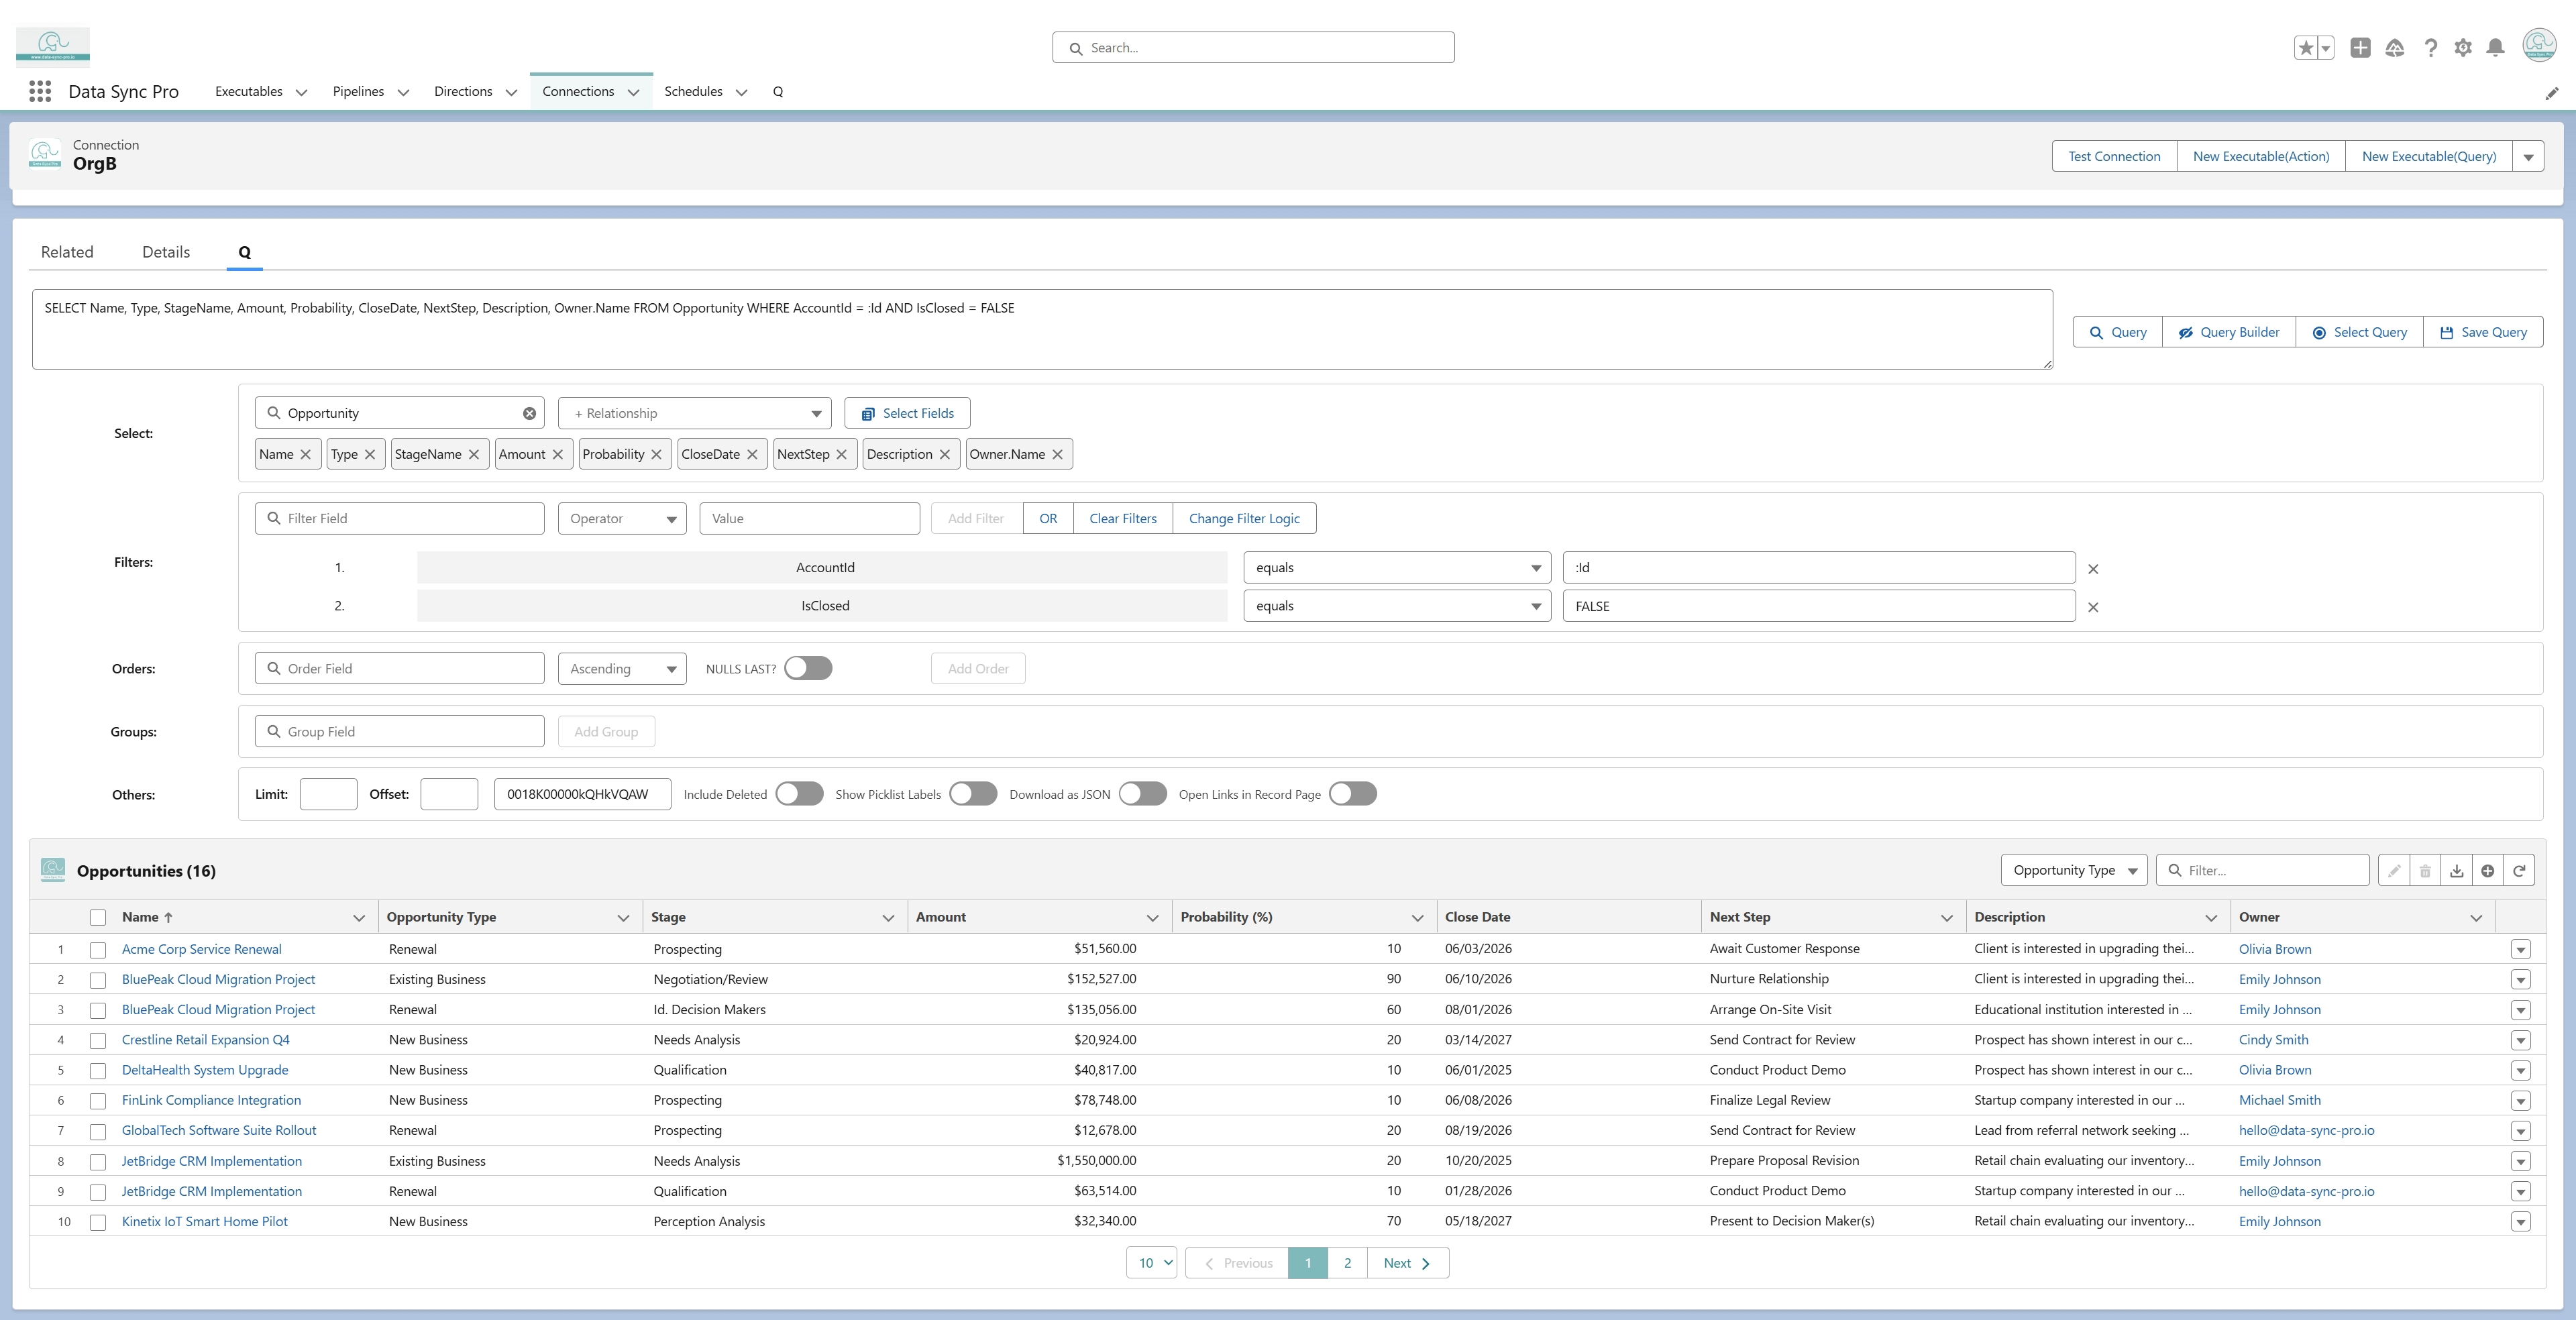 www.data-sync-pro.io
Search...
Data Sync Pro Executables Pipelines Directions Connections Schedules Q
Connection
OrgB
Test Connection New Executable(Action) New Executable(Query)
Related Details Q
SELECT Name, Type, StageName, Amount, Probability, CloseDate, NextStep, Description, Owner.Name FROM Opportunity WHERE AccountId = :Id AND IsClosed = FALSE
Query Query Builder Select Query Save Query
Select:
Opportunity + Relationship Select Fields
Name Type StageName Amount Probability CloseDate NextStep Description Owner.Name
Filters:
Filter Field Operator Value Add Filter OR Clear Filters Change Filter Logic
1. AccountId equals :Id
2. IsClosed equals FALSE
Orders: Order Field Ascending NULLS LAST? Add Order
Groups: Group Field Add Group
Others: Limit: Offset: 0018K00000kQHkVQAW Include Deleted Show Picklist Labels Download as JSON Open Links in Record Page
Opportunities (16) Opportunity Type Filter...
Name Opportunity Type Stage Amount Probability (%) Close Date Next Step Description Owner
1 Acme Corp Service Renewal Renewal Prospecting $51,560.00 10 06/03/2026 Await Customer Response Client is interested in upgrading thei... Olivia Brown
2 BluePeak Cloud Migration Project Existing Business Negotiation/Review $152,527.00 90 06/10/2026 Nurture Relationship Client is interested in upgrading thei... Emily Johnson
3 BluePeak Cloud Migration Project Renewal Id. Decision Makers $135,056.00 60 08/01/2026 Arrange On-Site Visit Educational institution interested in ... Emily Johnson
4 Crestline Retail Expansion Q4 New Business Needs Analysis $20,924.00 20 03/14/2027 Send Contract for Review Prospect has shown interest in our c... Cindy Smith
5 DeltaHealth System Upgrade New Business Qualification $40,817.00 10 06/01/2025 Conduct Product Demo Prospect has shown interest in our c... Olivia Brown
6 FinLink Compliance Integration New Business Prospecting $78,748.00 10 06/08/2026 Finalize Legal Review Startup company interested in our ... Michael Smith
7 GlobalTech Software Suite Rollout Renewal Prospecting $12,678.00 20 08/19/2026 Send Contract for Review Lead from referral network seeking ... hello@data-sync-pro.io
8 JetBridge CRM Implementation Existing Business Needs Analysis $1,550,000.00 20 10/20/2025 Prepare Proposal Revision Retail chain evaluating our inventory... Emily Johnson
9 JetBridge CRM Implementation Renewal Qualification $63,514.00 10 01/28/2026 Conduct Product Demo Startup company interested in our ... hello@data-sync-pro.io
10 Kinetix IoT Smart Home Pilot New Business Perception Analysis $32,340.00 70 05/18/2027 Present to Decision Maker(s) Retail chain evaluating our inventory... Emily Johnson
10 Previous 1 2 Next